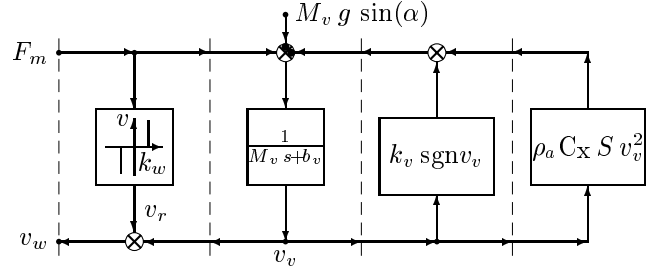 M_v g sin(α)
F_m
v
k_w
1
M_v s+b_v
k_v sgnv_v
ρ_a C_X S v_v^2
v_r
v_w
v_v